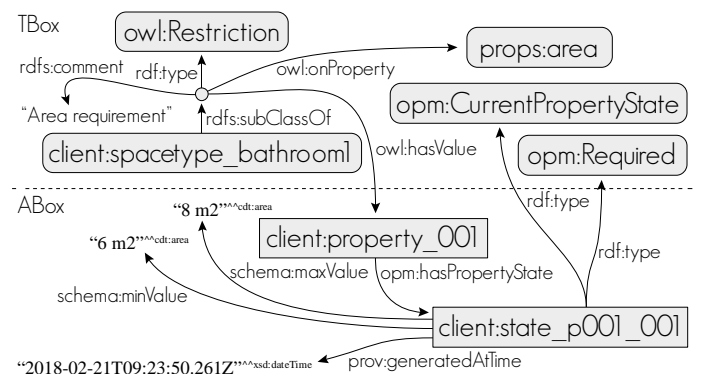 TBox
owl:Restriction
props:area
rdfs:comment
rdf:type
owl:onProperty
"Area requirement"
rdfs:subClassOf
opm:CurrentPropertyState
client:spacetype_bathroom1
owl:hasValue
opm:Required
ABox
"8 m2"^^cdt:area
rdf:type
"6 m2"^^cdt:area
client:property_001
rdf:type
schema:maxValue
opm:hasPropertyState
schema:minValue
client:state_p001_001
"2018-02-21T09:23:50.261Z"^^xsd:dateTime
prov:generatedAtTime